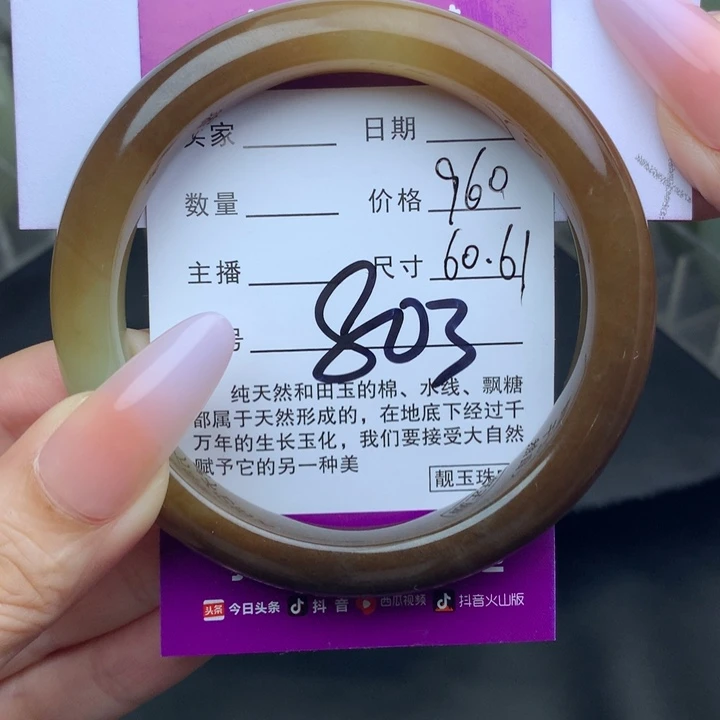 买家 日期
数量 价格 960
主播 尺寸 60.61
号 803
纯天然和田玉的棉、水线、飘糖
都属于天然形成的，在地底下经过千
万年的生长玉化，我们要接受大自然
赋予它的另一种美
靓玉珠
头条 今日头条 抖音 西瓜视频 抖音火山版